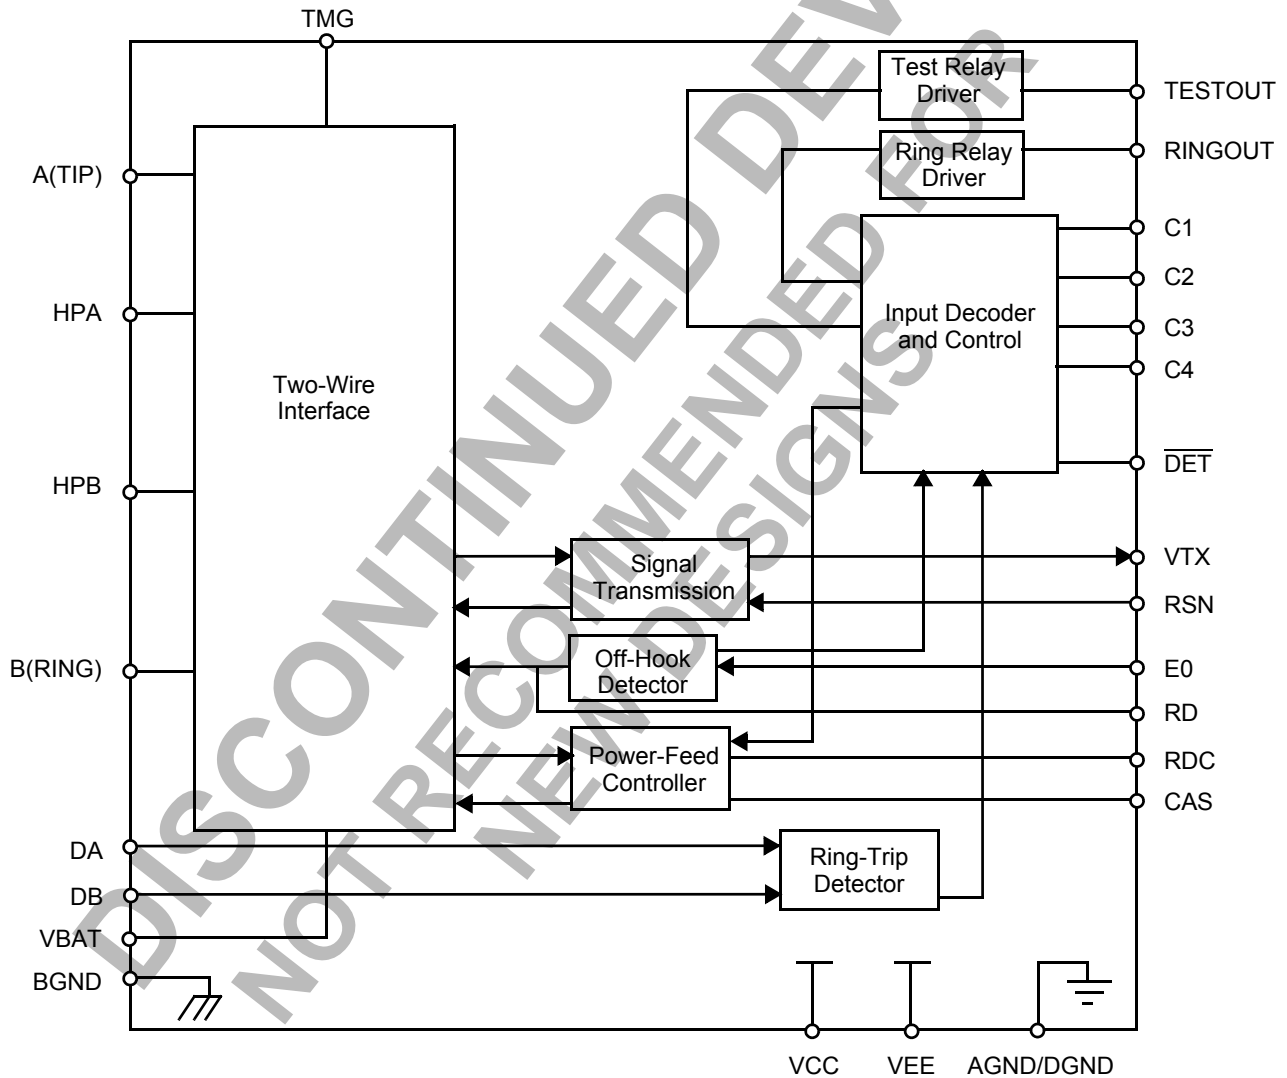 TMG
Test Relay
Driver
TESTOUT
Ring Relay
Driver
RINGOUT
A(TIP)
HPA
HPB
B(RING)
Two-Wire
Interface
Input Decoder
and Control
C1
C2
C3
C4
DET
Signal
Transmission
VTX
RSN
Off-Hook
Detector
E0
RD
Power-Feed
Controller
RDC
CAS
DA
DB
Ring-Trip
Detector
VBAT
BGND
VCC
VEE
AGND/DGND
DISCONTINUED DEV
NOT RECOMMENDED FOR
NEW DESIGNS